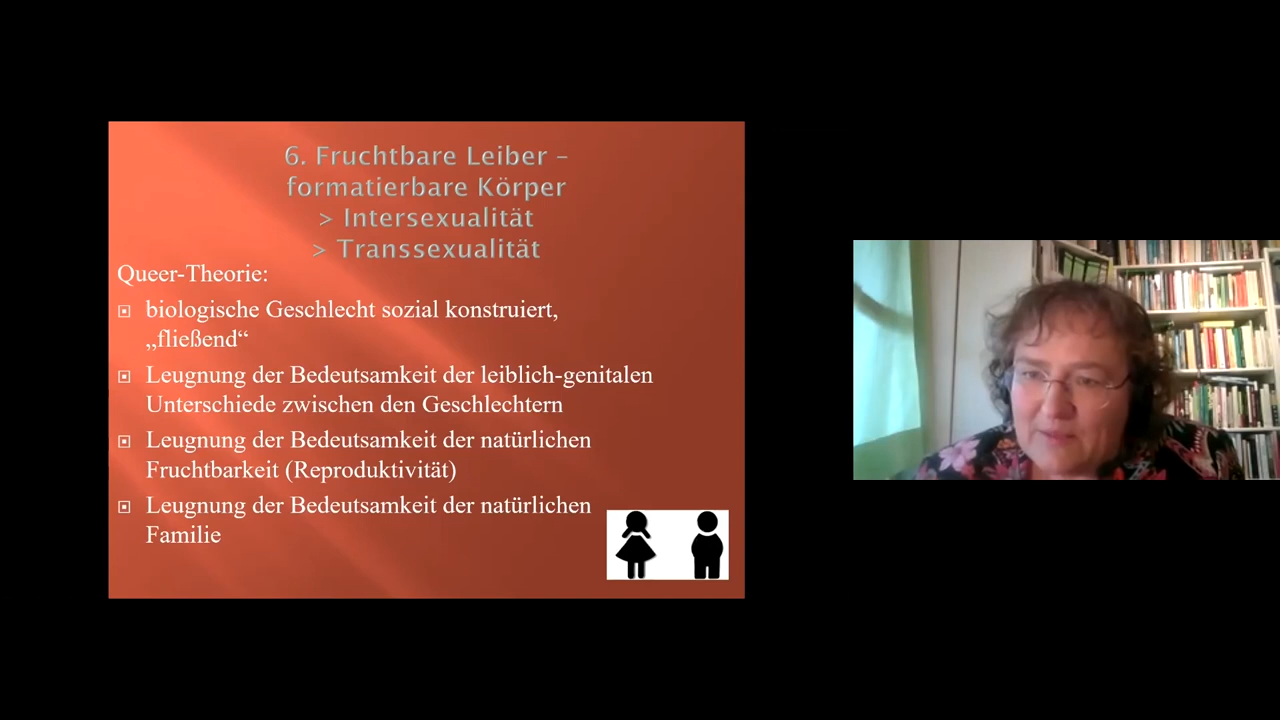 6. Fruchtbare Leiber –
formatierbare Körper
> Intersexualität
> Transsexualität
Queer-Theorie:
biologische Geschlecht sozial konstruiert,
„fließend“
Leugnung der Bedeutsamkeit der leiblich-genitalen
Unterschiede zwischen den Geschlechtern
Leugnung der Bedeutsamkeit der natürlichen
Fruchtbarkeit (Reproduktivität)
Leugnung der Bedeutsamkeit der natürlichen
Familie